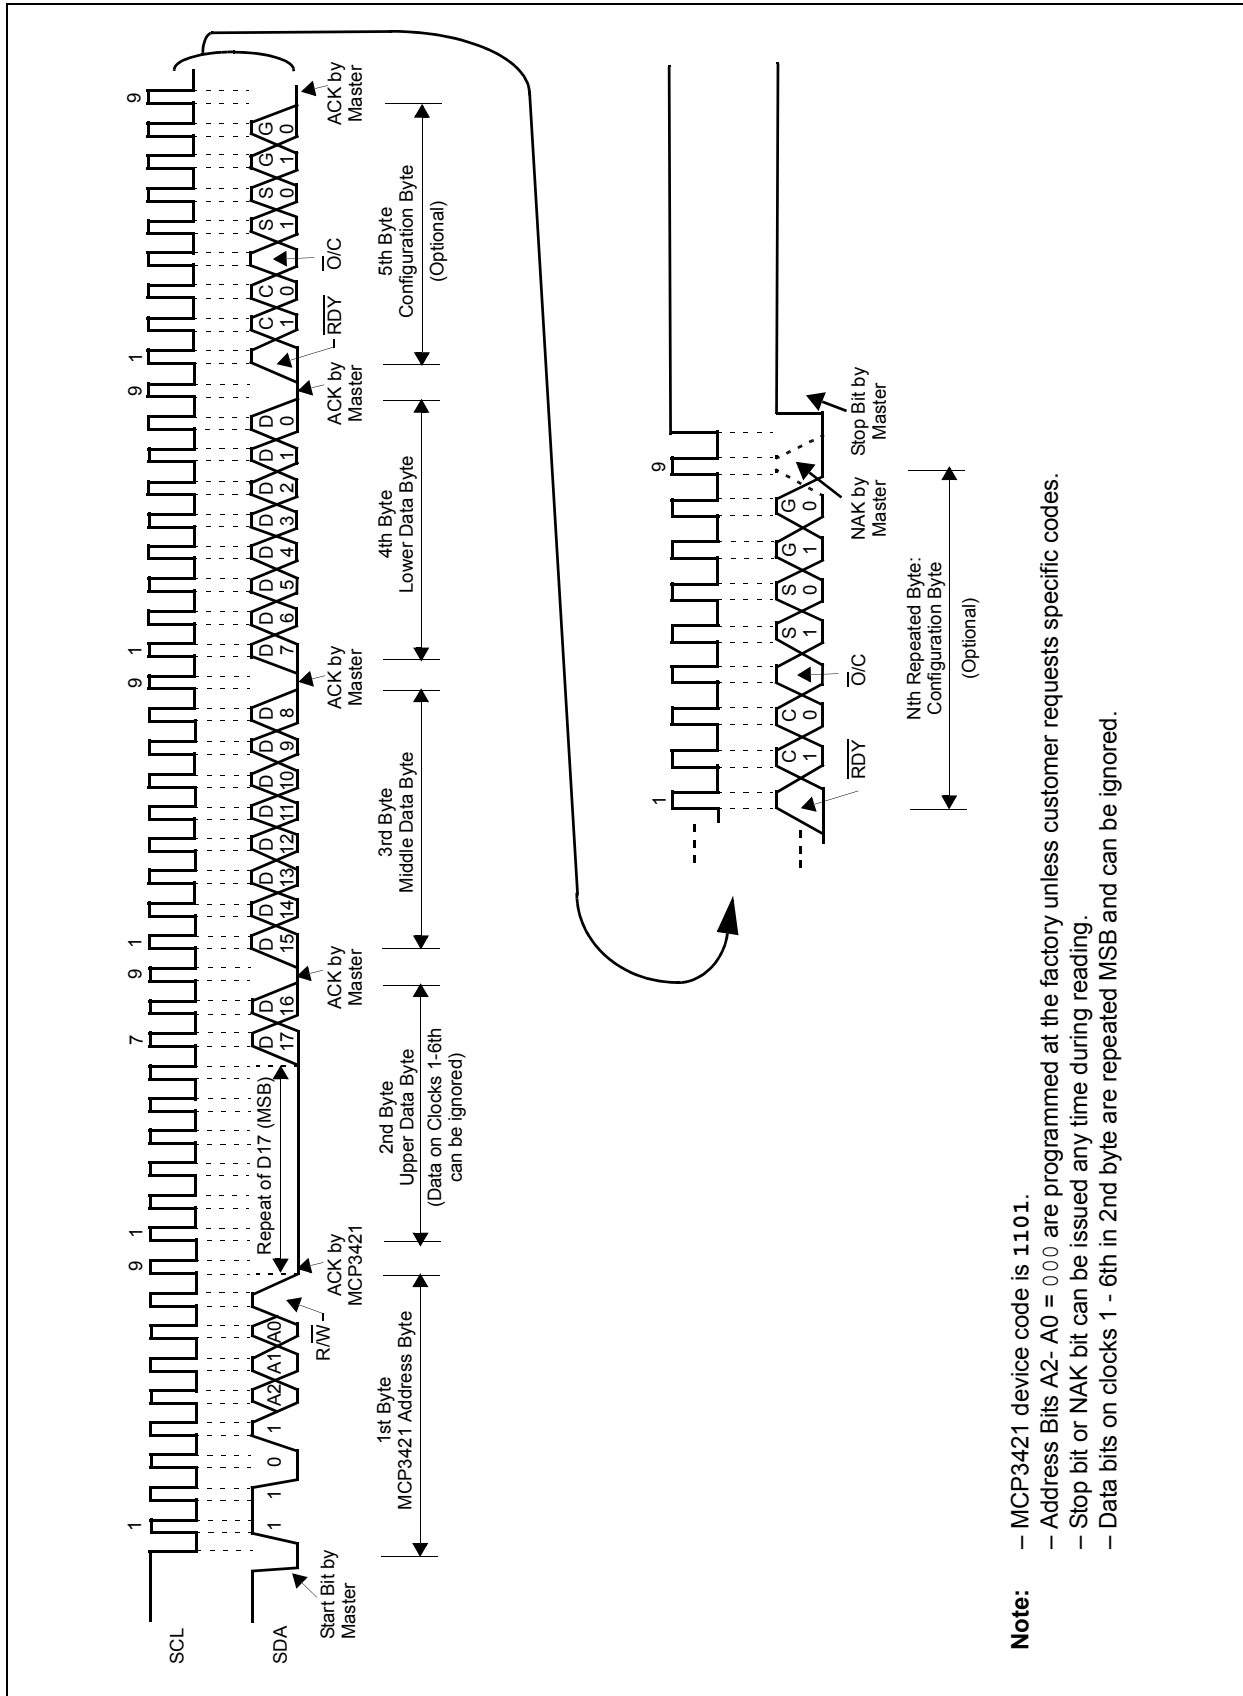 SCL
1
9
1
7
9
1
9
1
9
1
9
SDA
1
1
0
1
A2
A1
A0
Repeat of D17 (MSB)
D
17
D
16
D
15
D
14
D
13
D
12
D
11
D
10
D
9
D
8
D
7
D
6
D
5
D
4
D
3
D
2
D
1
D
0
C
1
C
0
S
1
S
0
G
1
G
0
Start Bit by
Master
R/W̅
ACK by
MCP3421
ACK by
Master
ACK by
Master
ACK by
Master
R̅D̅Y̅
O̅/C
ACK by
Master
1st Byte
MCP3421 Address Byte
2nd Byte
Upper Data Byte
(Data on Clocks 1-6th
can be ignored)
3rd Byte
Middle Data Byte
4th Byte
Lower Data Byte
5th Byte
Configuration Byte
(Optional)
1
9
C
1
C
0
S
1
S
0
G
1
G
0
R̅D̅Y̅
O̅/C
NAK by
Master
Stop Bit by
Master
Nth Repeated Byte:
Configuration Byte
(Optional)
Note: – MCP3421 device code is 1101.
– Address Bits A2- A0 = 000 are programmed at the factory unless customer requests specific codes.
– Stop bit or NAK bit can be issued any time during reading.
– Data bits on clocks 1 - 6th in 2nd byte are repeated MSB and can be ignored.